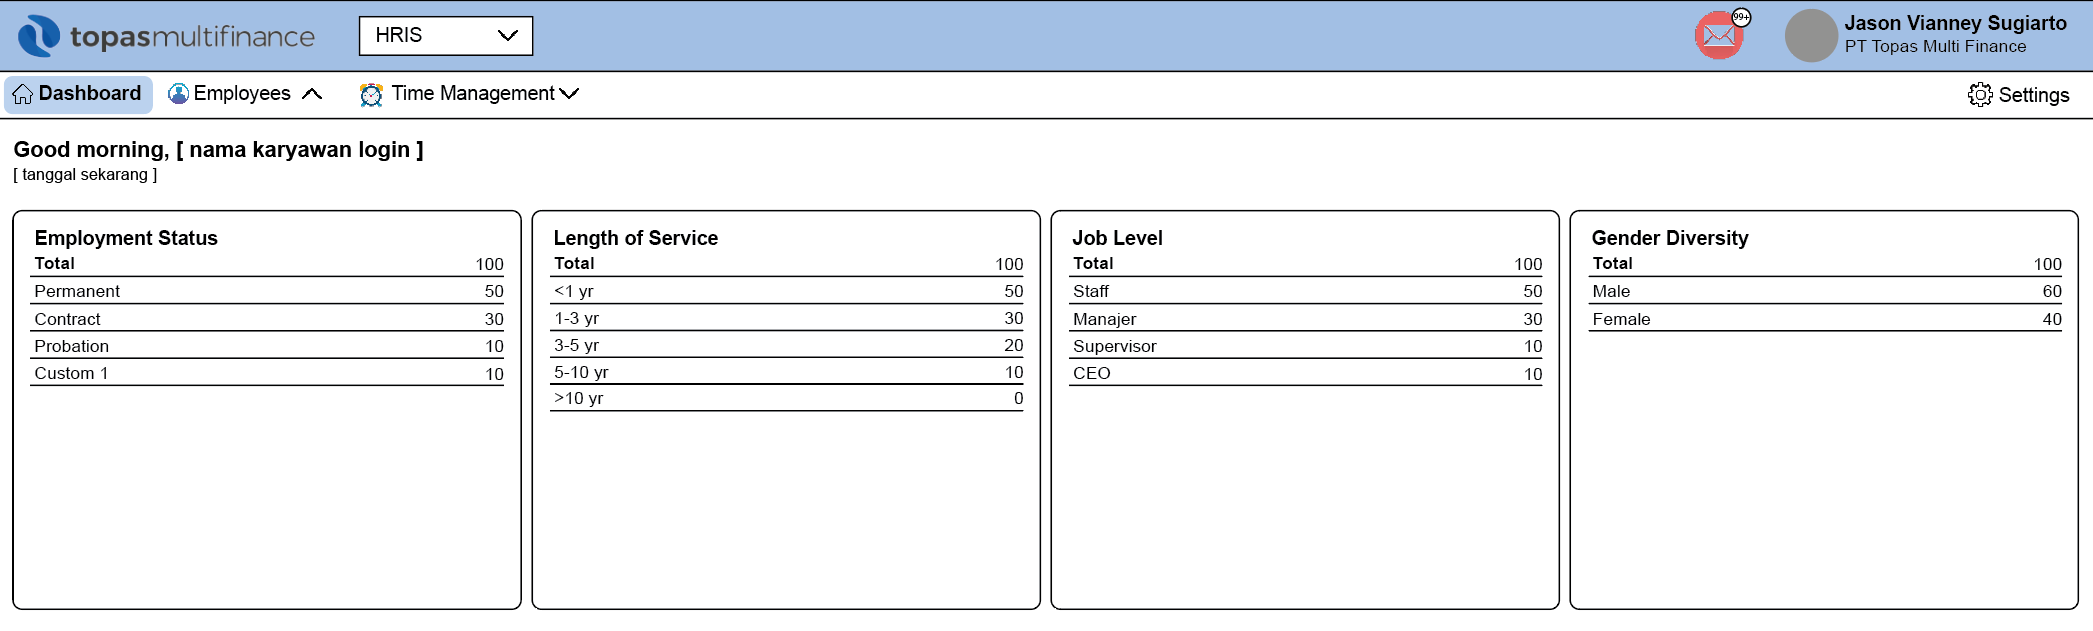 topasmultifinance
HRIS
99+
Jason Vianney Sugiarto
PT Topas Multi Finance
Dashboard
Employees
Time Management
Settings
Good morning, [ nama karyawan login ]
[ tanggal sekarang ]
Employment Status
Total 100
Permanent 50
Contract 30
Probation 10
Custom 1 10
Length of Service
Total 100
<1 yr 50
1-3 yr 30
3-5 yr 20
5-10 yr 10
>10 yr 0
Job Level
Total 100
Staff 50
Manajer 30
Supervisor 10
CEO 10
Gender Diversity
Total 100
Male 60
Female 40